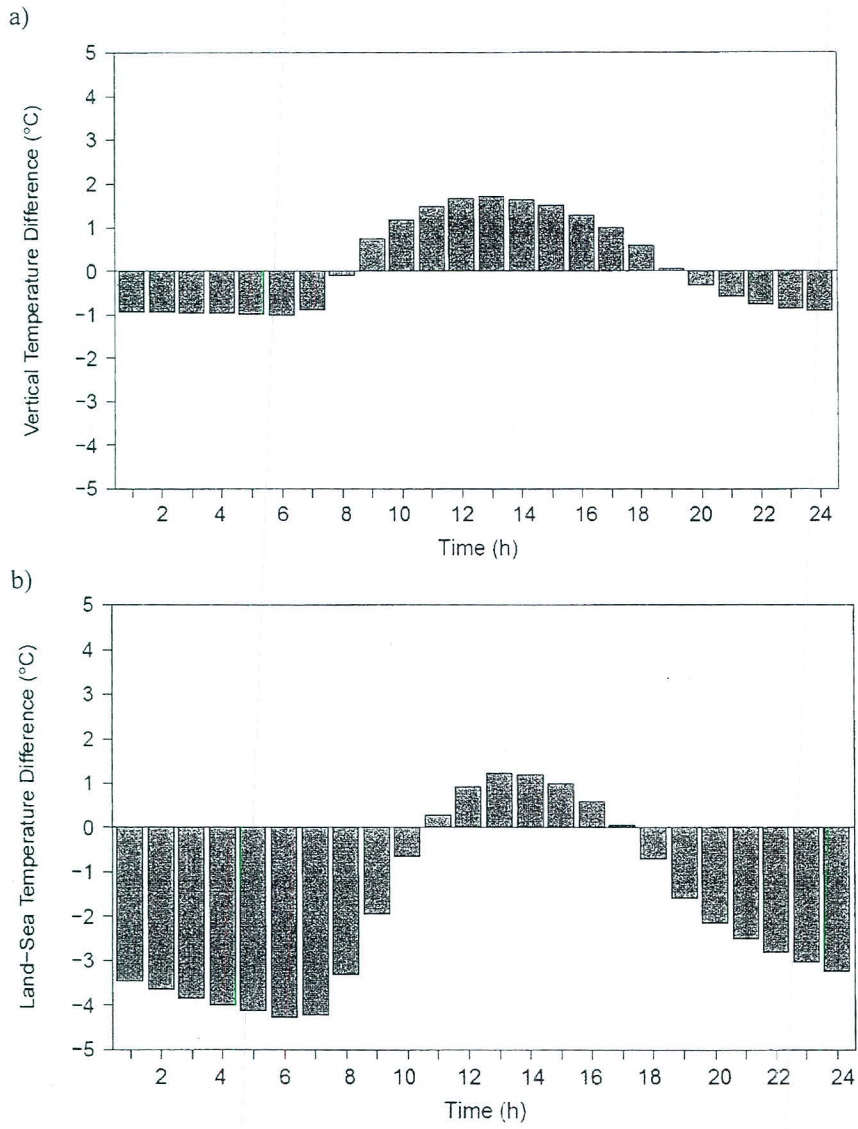 a)
Vertical Temperature Difference (°C)
5
4
3
2
1
0
−1
−2
−3
−4
−5
2 4 6 8 10 12 14 16 18 20 22 24
Time (h)
b)
Land−Sea Temperature Difference (°C)
5
4
3
2
1
0
−1
−2
−3
−4
−5
2 4 6 8 10 12 14 16 18 20 22 24
Time (h)